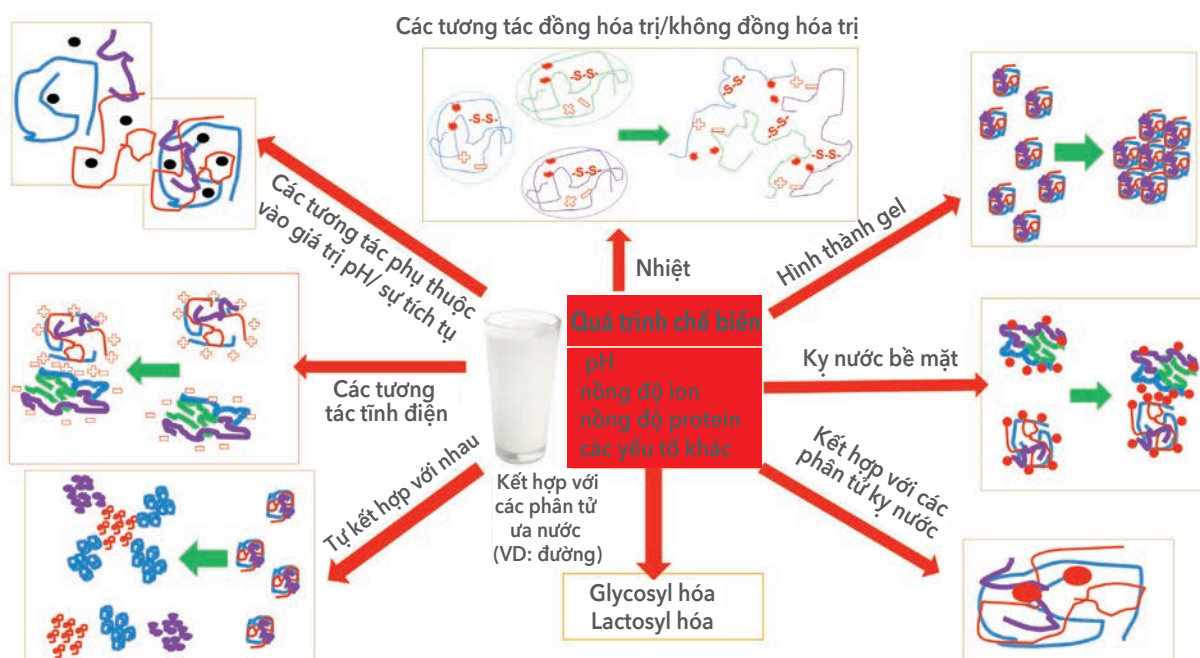 Các tương tác đồng hóa trị/không đồng hóa trị
-S-S-
-S-S-
-S-S-
-S-S-
-S-S-
-S-S-
Các tương tác phụ thuộc
vào giá trị pH/ sự tích tụ
Nhiệt
Hình thành gel
Quá trình chế biến
pH
nồng độ ion
nồng độ protein
các yếu tố khác
Kỵ nước bề mặt
Các tương
tác tĩnh điện
Kết hợp với các
phân tử kỵ nước
Tự kết hợp với nhau
Kết hợp với
các phân tử
ưa nước
(VD: đường)
Glycosyl hóa
Lactosyl hóa